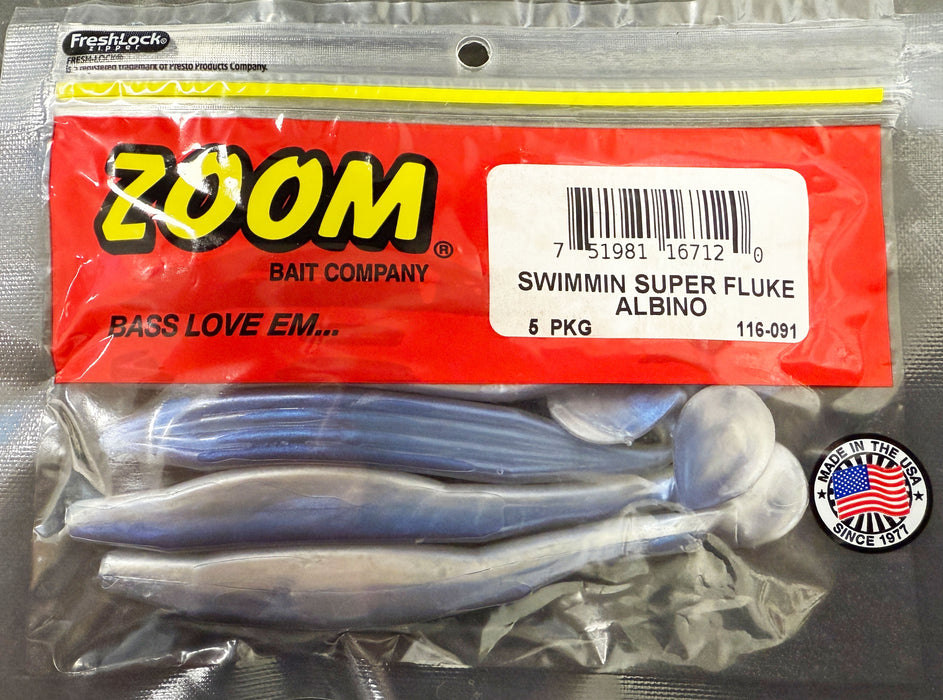 FreshLock®
zipper
FRESH-LOCK®
is a registered trademark of Presto Products Company.
ZOOM®
BAIT COMPANY
BASS LOVE EM...
7 51981 16712 0
SWIMMIN SUPER FLUKE
ALBINO
5 PKG 116-091
MADE IN THE USA
SINCE 1977